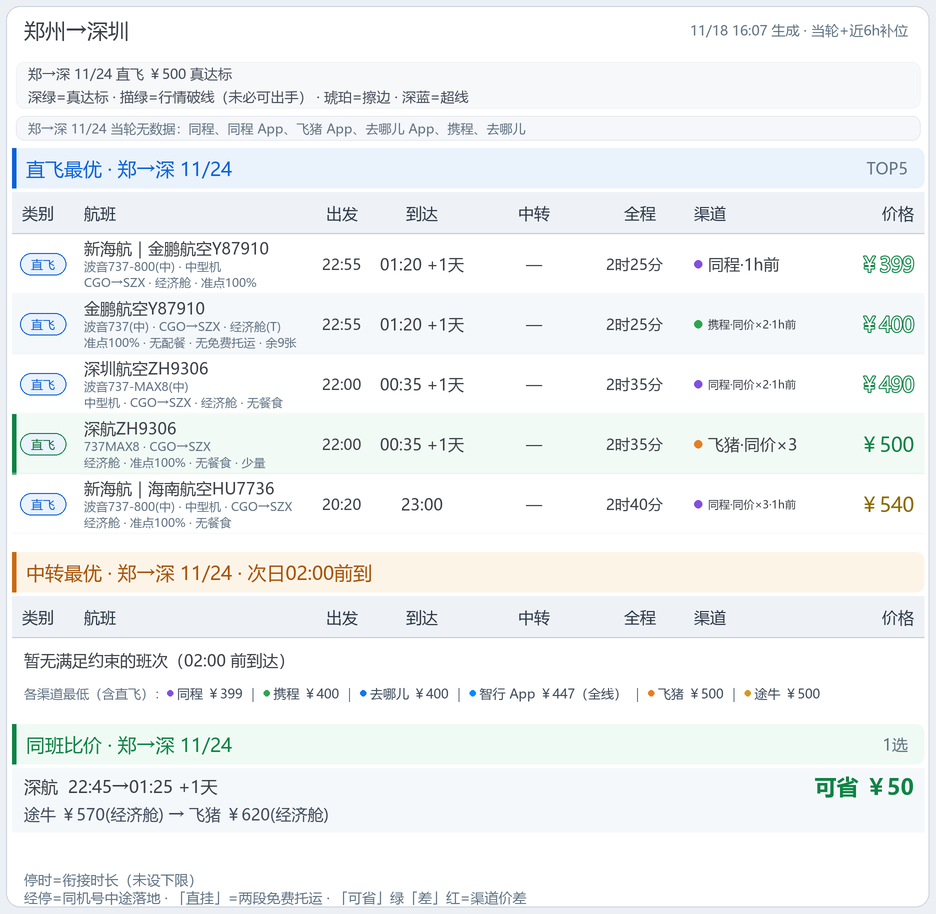 郑州→深圳
11/18 16:07 生成 · 当轮+近6h补位
郑→深 11/24 直飞 ¥500 真达标
深绿=真达标 · 描绿=行情破线（未必可出手） · 琥珀=擦边 · 深蓝=超线
郑→深 11/24 当轮无数据：同程、同程 App、飞猪 App、去哪儿 App、携程、去哪儿
直飞最优 · 郑→深 11/24 TOP5
类别 航班 出发 到达 中转 全程 渠道 价格
新海航｜金鹏航空Y87910
直飞 22:55 01:20 +1天 — 2时25分 同程·1h前 ¥399
波音737-800(中) · 中型机
CGO→SZX · 经济舱 · 准点100%
金鹏航空Y87910
直飞 22:55 01:20 +1天 — 2时25分 携程·同价×2·1h前 ¥400
波音737(中) · CGO→SZX · 经济舱(T)
准点100% · 无配餐 · 无免费托运 · 余9张
深圳航空ZH9306
直飞 22:00 00:35 +1天 — 2时35分 同程·同价×2·1h前 ¥490
波音737-MAX8(中)
中型机 · CGO→SZX · 经济舱 · 无餐食
深航ZH9306
直飞 22:00 00:35 +1天 — 2时35分 飞猪·同价×3 ¥500
737MAX8 · CGO→SZX
经济舱 · 准点100% · 无餐食 · 少量
新海航｜海南航空HU7736
直飞 20:20 23:00 — 2时40分 同程·同价×3·1h前 ¥540
波音737-800(中) · 中型机 · CGO→SZX
经济舱 · 准点100% · 无餐食
中转最优 · 郑→深 11/24 · 次日02:00前到
类别 航班 出发 到达 中转 全程 渠道 价格
暂无满足约束的班次（02:00 前到达）
各渠道最低（含直飞）: 同程 ¥399 | 携程 ¥400 | 去哪儿 ¥400 | 智行 App ¥447（全线） | 飞猪 ¥500 | 途牛 ¥500
同班比价 · 郑→深 11/24 1选
深航 22:45→01:25 +1天 可省 ¥50
途牛 ¥570(经济舱) → 飞猪 ¥620(经济舱)
停时=衔接时长（未设下限）
经停=同机号中途落地 · 「直挂」=两段免费托运 · 「可省」绿「差」红=渠道价差